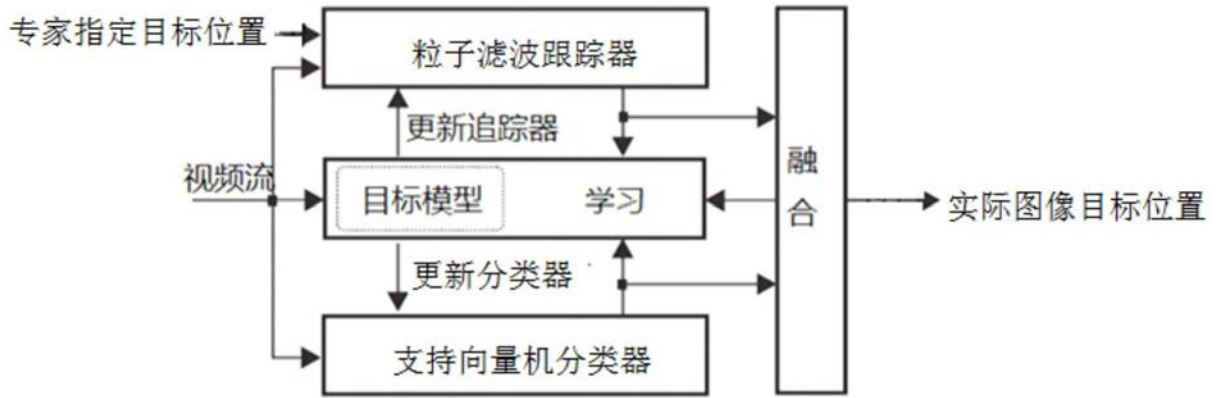 专家指定目标位置
粒子滤波跟踪器
更新追踪器
视频流
目标模型 学习
融合
实际图像目标位置
更新分类器
支持向量机分类器